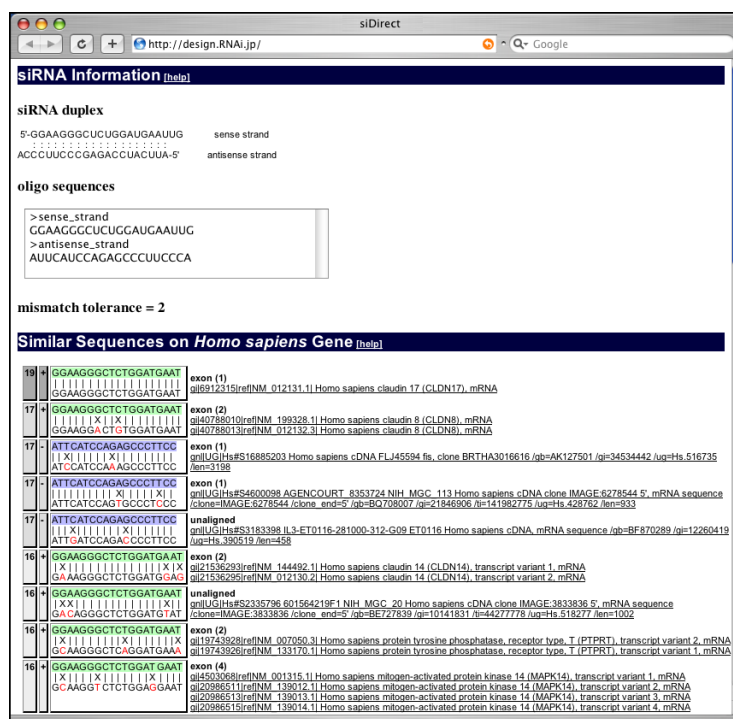 siDirect
http://design.RNAi.jp/
Google
siRNA Information [help]
siRNA duplex
5'-GGAAGGGCUCUGGAUGAAUUG sense strand
: : : : : : : : : : : : : : : : : : :
ACCCUUCCCGAGACCUACUUA-5' antisense strand
oligo sequences
>sense_strand
GGAAGGGCUCUGGAUGAAUUG
>antisense_strand
AUUCAUCCAGAGCCCUUCCCA
mismatch tolerance = 2
Similar Sequences on Homo sapiens Gene [help]
19 + GGAAGGGCTCTGGATGAAT exon (1)
| | | | | | | | | | | | | | | | | | | gi|6912315|ref|NM_012131.1| Homo sapiens claudin 17 (CLDN17), mRNA
GGAAGGGCTCTGGATGAAT
17 + GGAAGGGCTCTGGATGAAT exon (2)
| | | | | | X | | X | | | | | | | | | gi|40788010|ref|NM_199328.1| Homo sapiens claudin 8 (CLDN8), mRNA
GGAAGGACTGTGGATGAAT gi|40788013|ref|NM_012132.3| Homo sapiens claudin 8 (CLDN8), mRNA
17 - ATTCATCCAGAGCCCTTCC exon (1)
| | X | | | | | | X | | | | | | | | | gnl|UG|Hs#S16885203 Homo sapiens cDNA FLJ45594 fis, clone BRTHA3016616 /gb=AK127501 /gi=34534442 /ug=Hs.516735
ATCCATCCAAAGCCCTTCC /len=3198
17 - ATTCATCCAGAGCCCTTCC exon (1)
| | | | | | | | | | X | | | | | X | | gnl|UG|Hs#S4600098 AGENCOURT_8353724 NIH_MGC_113 Homo sapiens cDNA clone IMAGE:6278544 5', mRNA sequence
ATTCATCCAGTGCCCTCCC /clone=IMAGE:6278544 /clone_end=5' /gb=BQ708007 /gi=21846906 /ti=141982775 /ug=Hs.428762 /len=933
17 - ATTCATCCAGAGCCCTTCC unaligned
| | | X | | | | | | | X | | | | | | | gnl|UG|Hs#S3183398 IL3-ET0116-281000-312-G09 ET0116 Homo sapiens cDNA, mRNA sequence /gb=BF870289 /gi=12260419
ATTGATCCAGACCCCTTCC /ug=Hs.390519 /len=458
16 + GGAAGGGCTCTGGATGAAT exon (2)
| X | | | | | | | | | | | | | | X | X gi|21536293|ref|NM_144492.1| Homo sapiens claudin 14 (CLDN14), transcript variant 1, mRNA
GAAAGGGCTCTGGATGGAG gi|21536295|ref|NM_012130.2| Homo sapiens claudin 14 (CLDN14), transcript variant 2, mRNA
16 + GGAAGGGCTCTGGATGAAT unaligned
| X X | | | | | | | | | | | | | X | | gnl|UG|Hs#S2335796 601564219F1 NIH_MGC_20 Homo sapiens cDNA clone IMAGE:3833836 5', mRNA sequence
GACAGGGCTCTGGATGTAT /clone=IMAGE:3833836 /clone_end=5' /gb=BE727839 /gi=10141831 /ti=44277778 /ug=Hs.518277 /len=1002
16 + GGAAGGGCTCTGGATGAAT exon (2)
| X | | | | | | | | X | | | | | | | X gi|19743928|ref|NM_007050.3| Homo sapiens protein tyrosine phosphatase, receptor type, T (PTPRT), transcript variant 2, mRNA
GCAAGGGCTCAGGATGAAA gi|19743926|ref|NM_133170.1| Homo sapiens protein tyrosine phosphatase, receptor type, T (PTPRT), transcript variant 1, mRNA
16 + GGAAGGGCTCTGGATGAAT exon (4)
| X | | | | X | | | | | | | | X | | | | gi|4503068|ref|NM_001315.1| Homo sapiens mitogen-activated protein kinase 14 (MAPK14), transcript variant 1, mRNA
GCAAGGTCTCTGGAGGAAT gi|20986511|ref|NM_139012.1| Homo sapiens mitogen-activated protein kinase 14 (MAPK14), transcript variant 2, mRNA
gi|20986513|ref|NM_139013.1| Homo sapiens mitogen-activated protein kinase 14 (MAPK14), transcript variant 3, mRNA
gi|20986515|ref|NM_139014.1| Homo sapiens mitogen-activated protein kinase 14 (MAPK14), transcript variant 4, mRNA